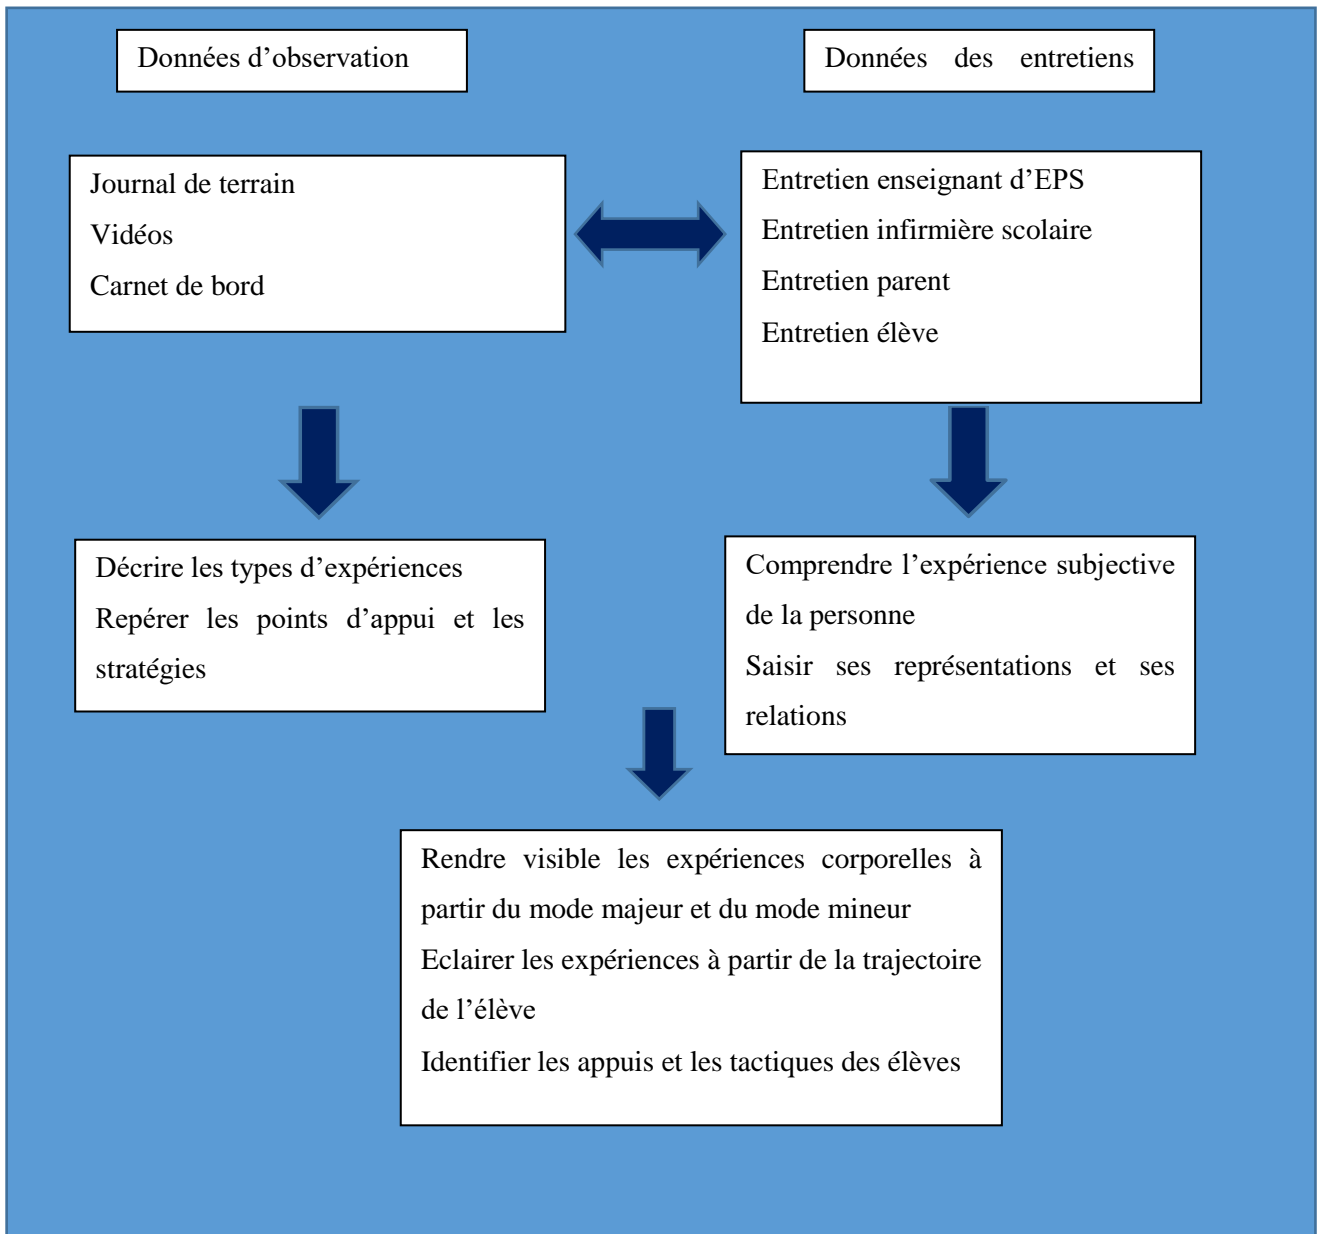 Données d’observation
Données des entretiens
Journal de terrain
Vidéos
Carnet de bord
Entretien enseignant d’EPS
Entretien infirmière scolaire
Entretien parent
Entretien élève
Décrire les types d’expériences
Repérer les points d’appui et les
stratégies
Comprendre l’expérience subjective
de la personne
Saisir ses représentations et ses
relations
Rendre visible les expériences corporelles à
partir du mode majeur et du mode mineur
Eclairer les expériences à partir de la trajectoire
de l’élève
Identifier les appuis et les tactiques des élèves